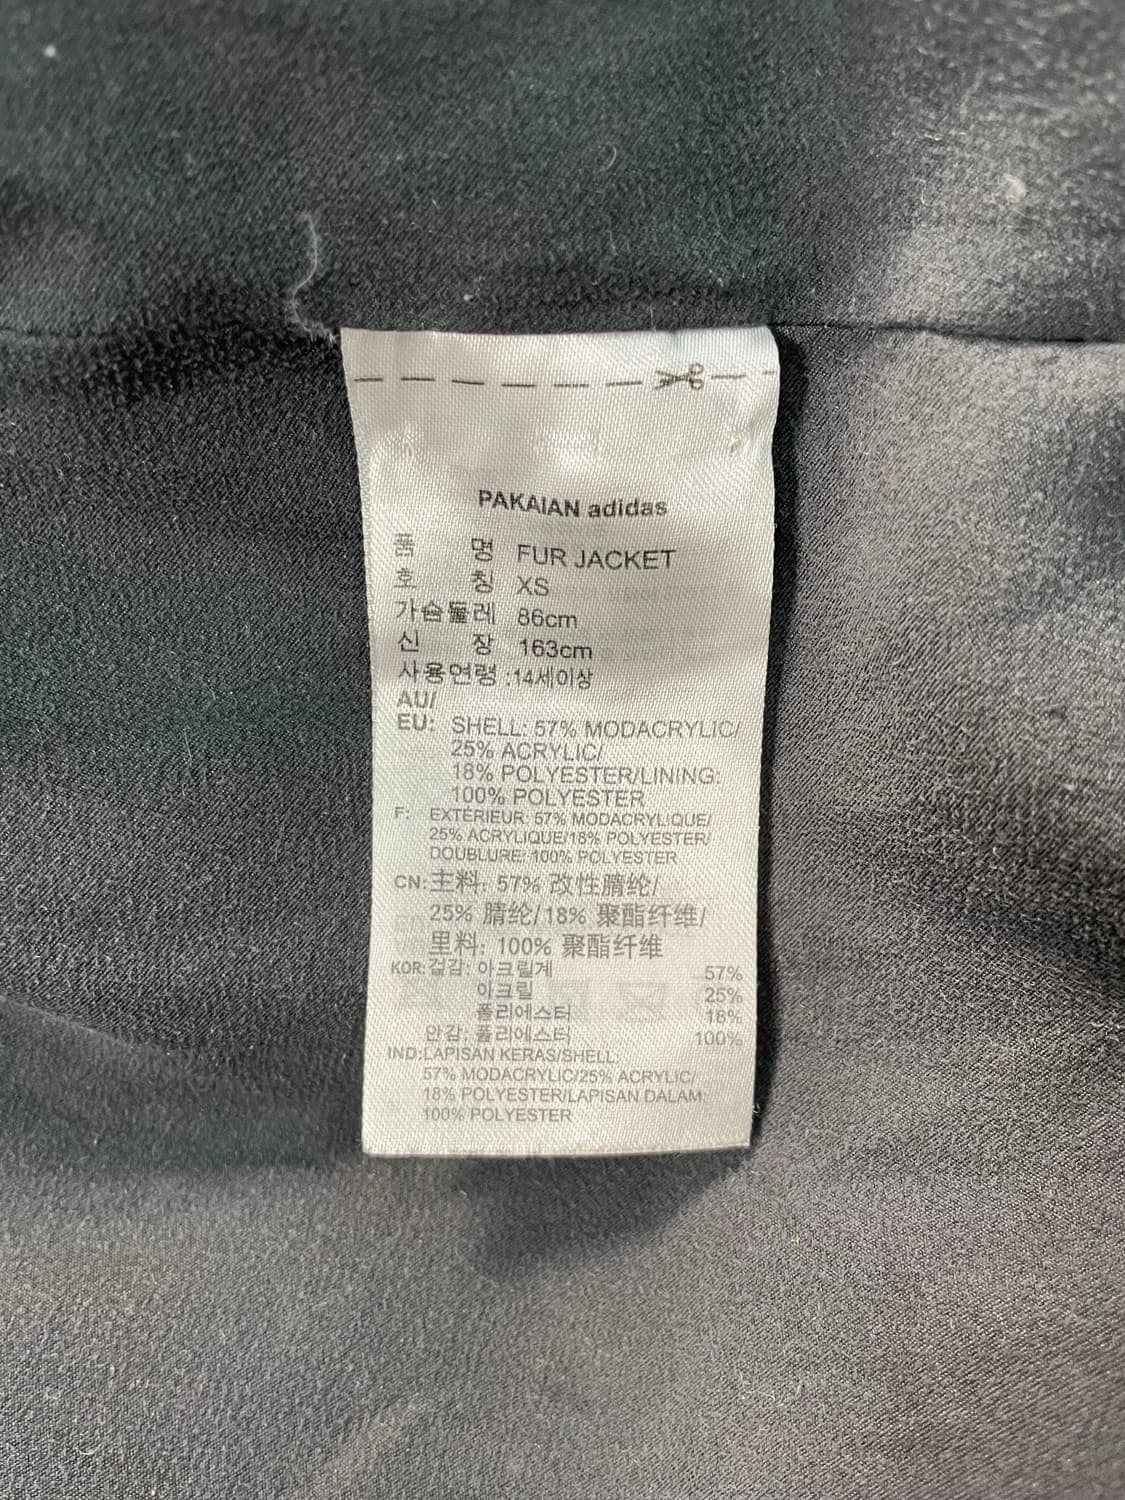 PAKAIAN adidas
품 명 FUR JACKET
호 칭 XS
가슴둘레 86cm
신 장 163cm
사용연령 :14세이상
AU/
EU: SHELL: 57% MODACRYLIC/
25% ACRYLIC/
18% POLYESTER/LINING:
100% POLYESTER
F: EXTÉRIEUR: 57% MODACRYLIQUE/
25% ACRYLIQUE/18% POLYESTER/
DOUBLURE: 100% POLYESTER
CN: 主料: 57% 改性腈纶/
25% 腈纶/18% 聚酯纤维/
里料: 100% 聚酯纤维
KOR: 겉감: 아크릴계 57%
아크릴 25%
폴리에스터 18%
안감: 폴리에스터 100%
IND: LAPISAN KERAS/SHELL:
57% MODACRYLIC/25% ACRYLIC/
18% POLYESTER/LAPISAN DALAM:
100% POLYESTER